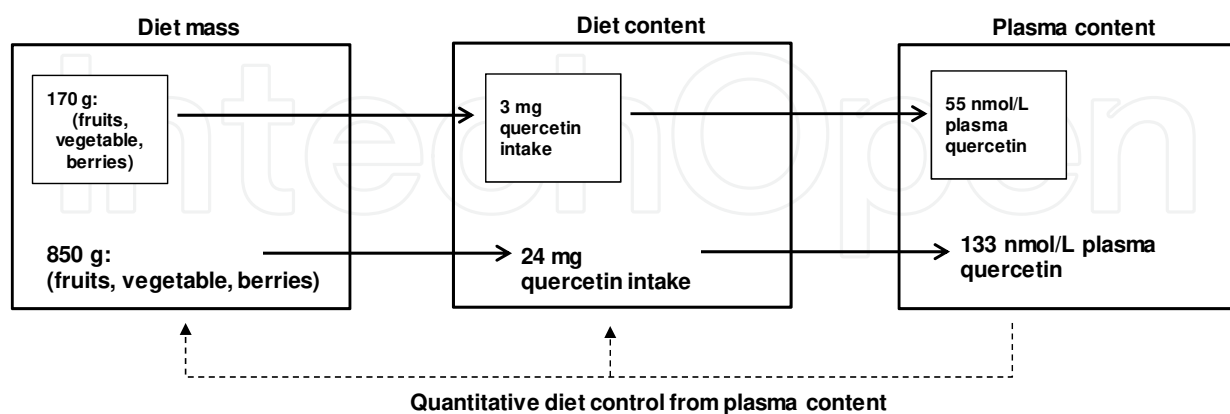 Diet mass
Diet content
Plasma content
170 g:
(fruits,
vegetable,
berries)
3 mg
quercetin
intake
55 nmol/L
plasma
quercetin
850 g:
(fruits, vegetable, berries)
24 mg
quercetin intake
133 nmol/L plasma
quercetin
Quantitative diet control from plasma content
IntechOpen